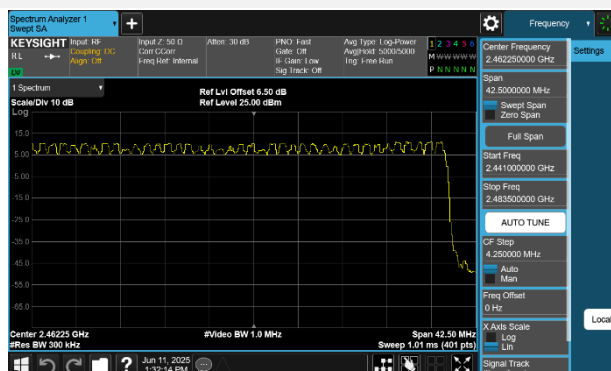 Spectrum Analyzer 1
Swept SA
+
Frequency
KEYSIGHT
Input: RF
Coupling: DC
Align: Off
Input Z: 50 Ω
Corr CCorr
Freq Ref: Internal
Atten: 30 dB
PNO: Fast
Gate: Off
IF Gain: Low
Sig Track: Off
Avg Type: Log-Power
Avg|Hold: 5000/5000
Trig: Free Run
1 2 3 4 5 6
M W W W W W
P N N N N N
R L
LW
Center Frequency
2.462250000 GHz
Settings
1 Spectrum
Scale/Div 10 dB
Log
Ref Lvl Offset 6.50 dB
Ref Level 25.00 dBm
Span
42.5000000 MHz
Swept Span
Zero Span
Full Span
Start Freq
2.441000000 GHz
Stop Freq
2.483500000 GHz
AUTO TUNE
CF Step
4.250000 MHz
Auto
Man
Freq Offset
0 Hz
X Axis Scale
Log
Lin
Signal Track
Local
15.0
5.00
-5.00
-15.0
-25.0
-35.0
-45.0
-55.0
-65.0
Center 2.46225 GHz
#Res BW 300 kHz
#Video BW 1.0 MHz
Span 42.50 MHz
Sweep 1.01 ms (401 pts)
?
Jun 11, 2025
1:32:14 PM